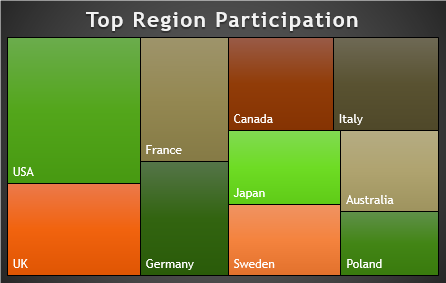 Top Region Participation
USA
UK
France
Germany
Canada
Italy
Japan
Australia
Sweden
Poland